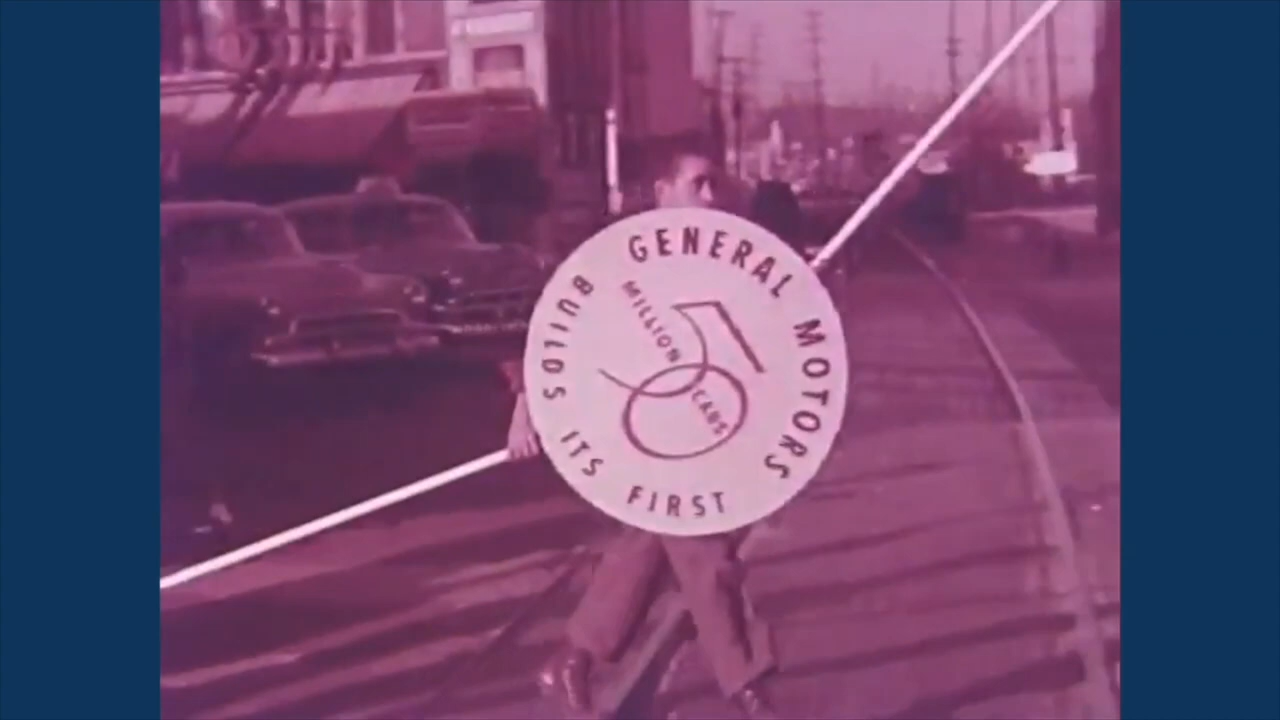 GENERAL MOTORS
BUILDS ITS FIRST
50
MILLION
CARS